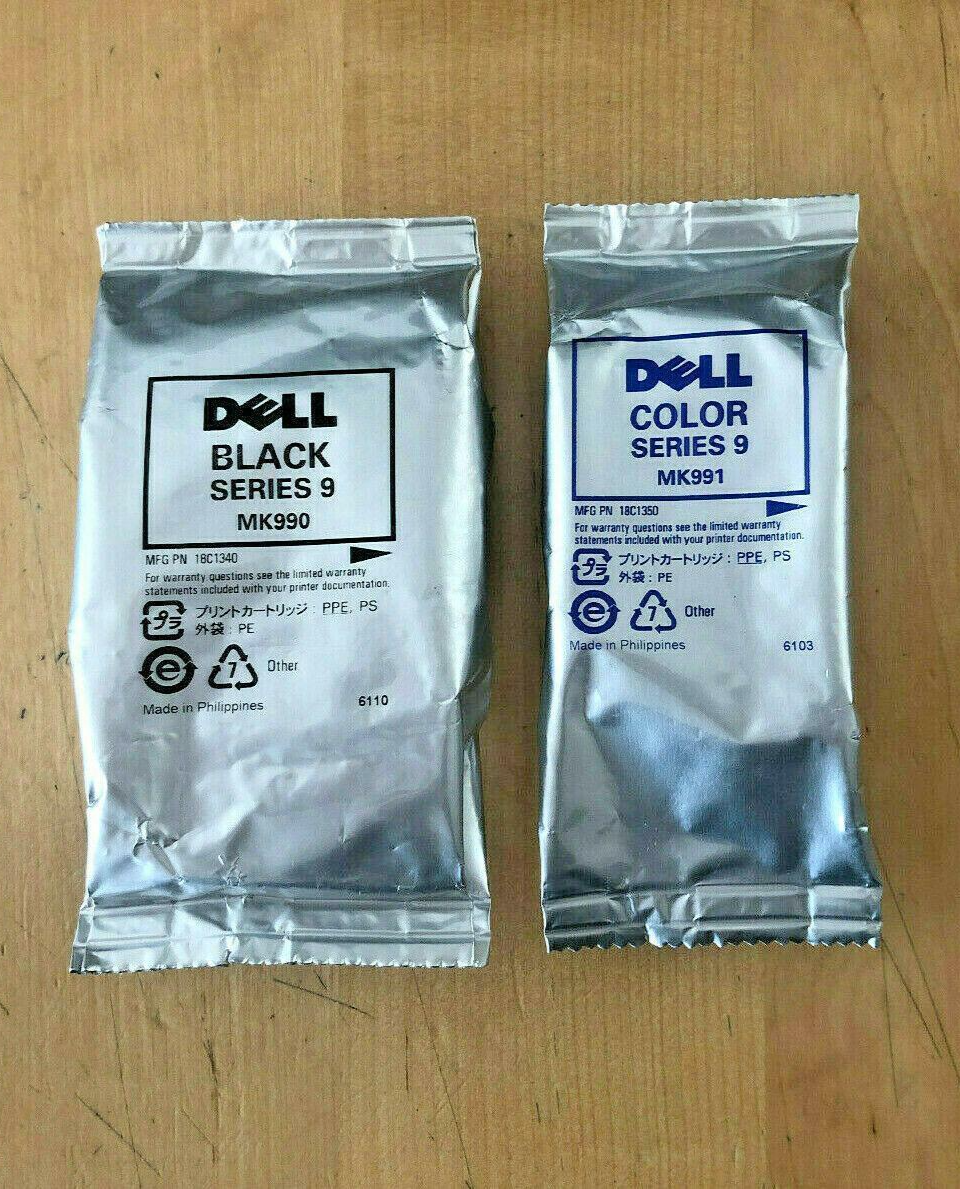 DELL
BLACK
SERIES 9
MK990
MFG PN 18C1340
For warranty questions see the limited warranty
statements included with your printer documentation.
プラ
プリントカートリッジ : PPE, PS
外袋 : PE
e
7
Other
Made in Philippines
6110
DELL
COLOR
SERIES 9
MK991
MFG PN 18C1350
For warranty questions see the limited warranty
statements included with your printer documentation.
プラ
プリントカートリッジ : PPE, PS
外袋 : PE
e
7
Other
Made in Philippines
6103